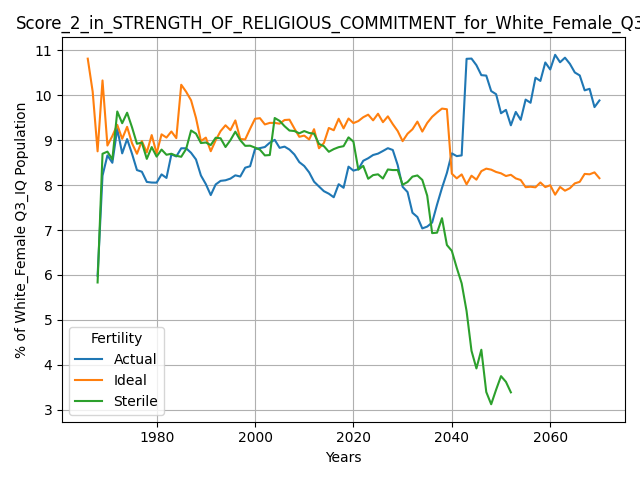 Score_2_in_STRENGTH_OF_RELIGIOUS_COMMITMENT_for_White_Female_Q3
% of White_Female Q3_IQ Population
11
10
9
8
7
6
5
4
3
Fertility
Actual
Ideal
Sterile
1980 2000 2020 2040 2060
Years